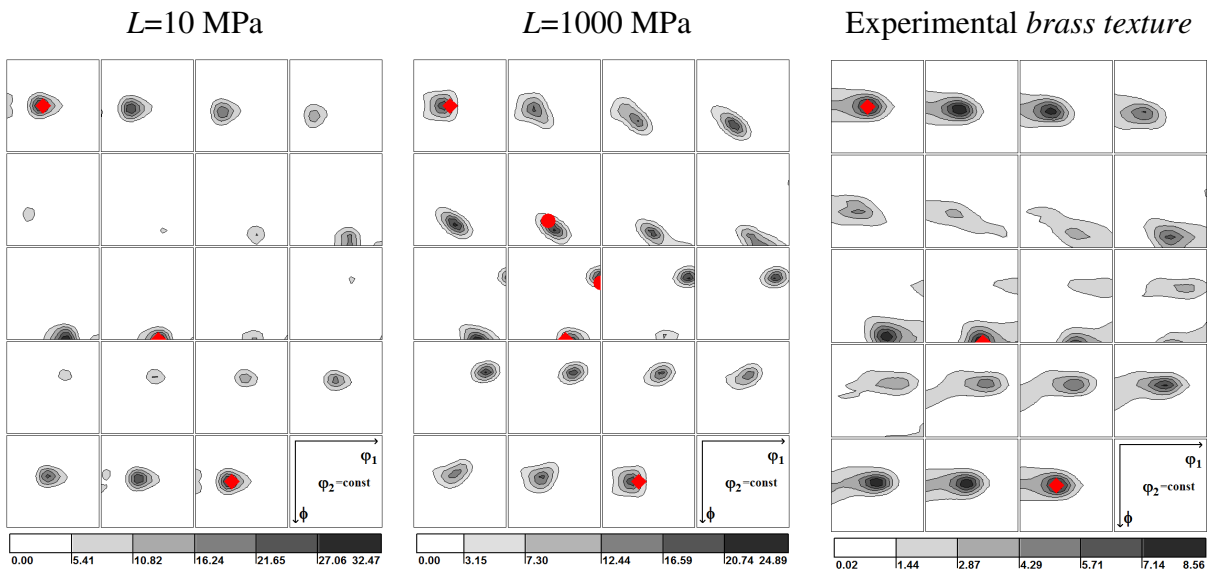 L=10 MPa
L=1000 MPa
Experimental brass texture
φ1
φ2=const
ϕ
φ1
φ2=const
ϕ
φ1
φ2=const
ϕ
0.00 5.41 10.82 16.24 21.65 27.06 32.47
0.00 3.15 7.30 12.44 16.59 20.74 24.89
0.02 1.44 2.87 4.29 5.71 7.14 8.56